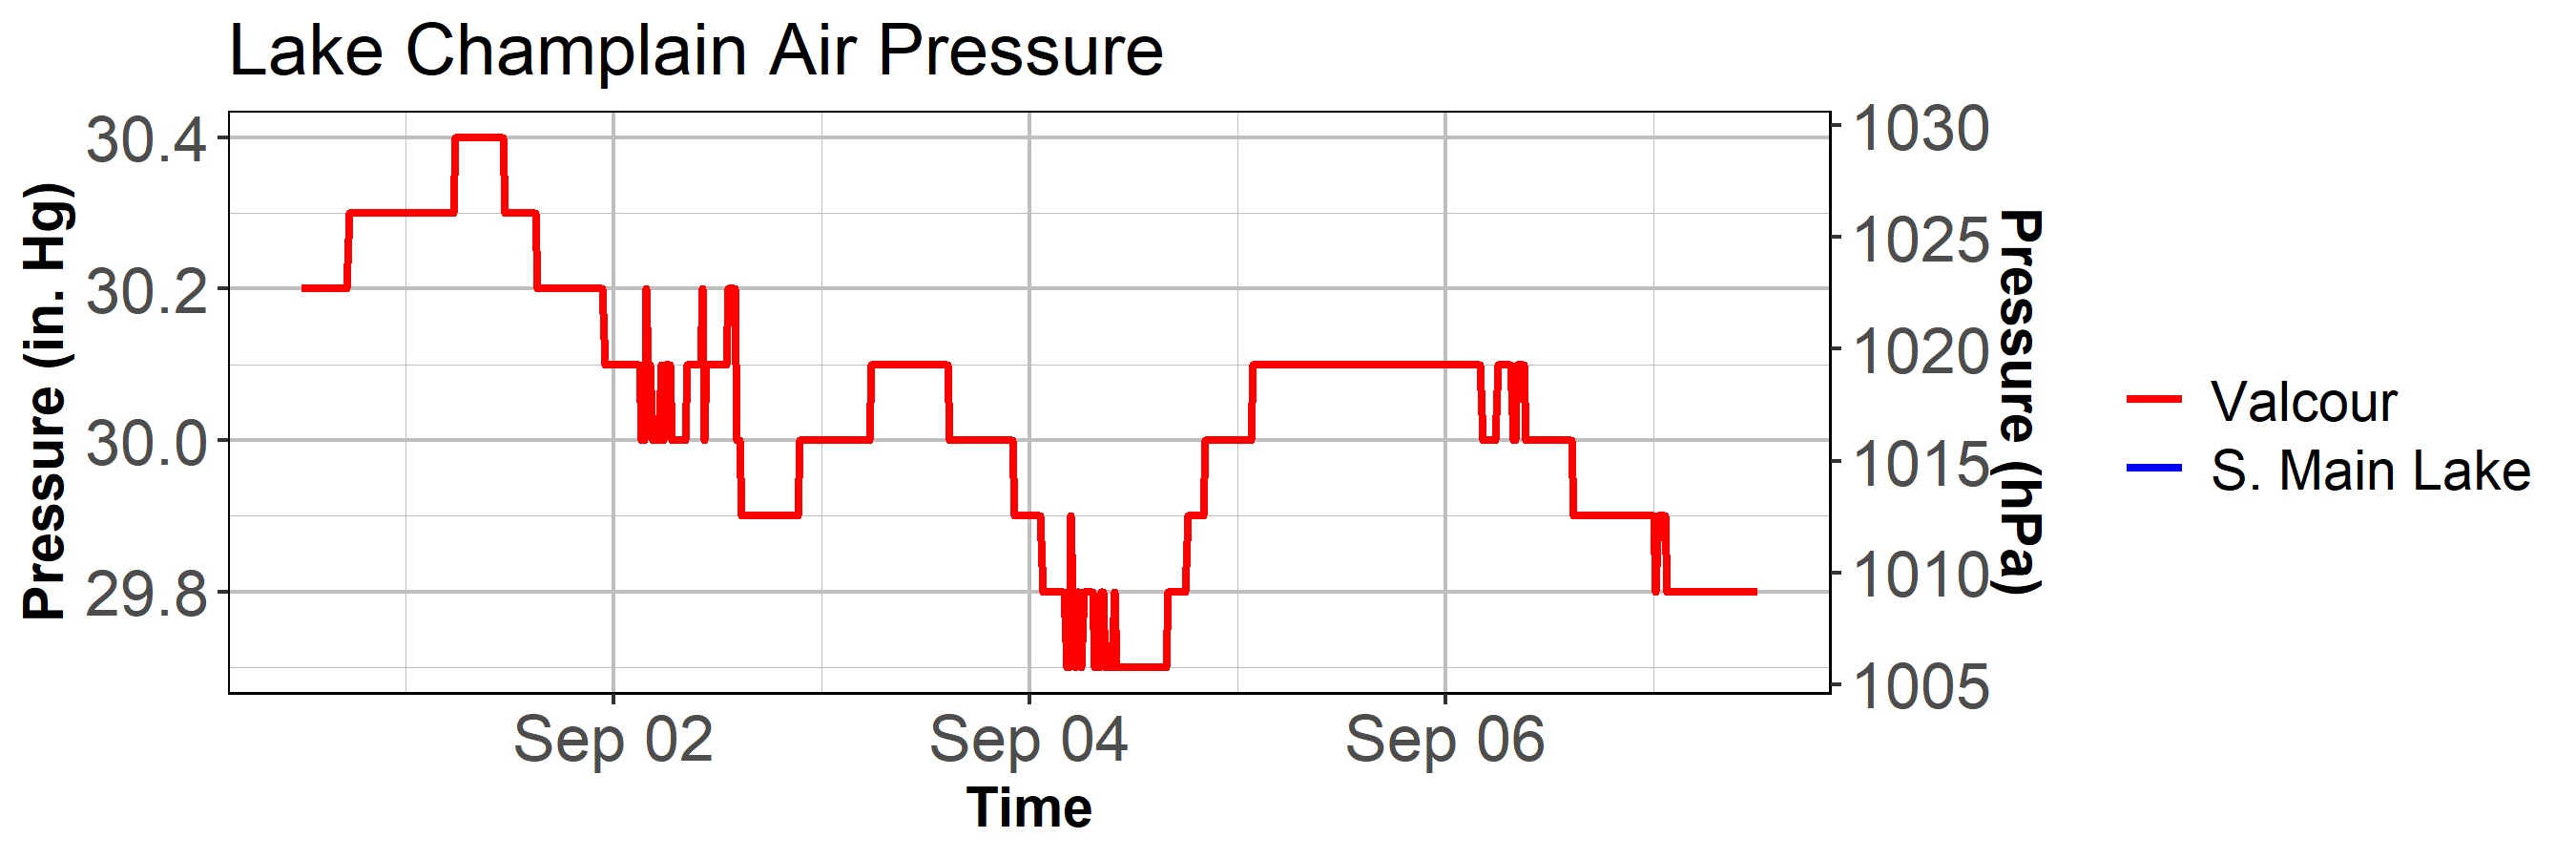 Lake Champlain Air Pressure
Pressure (in. Hg)
30.4
30.2
30.0
29.8
1030
1025
1020
1015
1010
1005
Pressure (hPa)
Sep 02
Sep 04
Sep 06
Time
Valcour
S. Main Lake